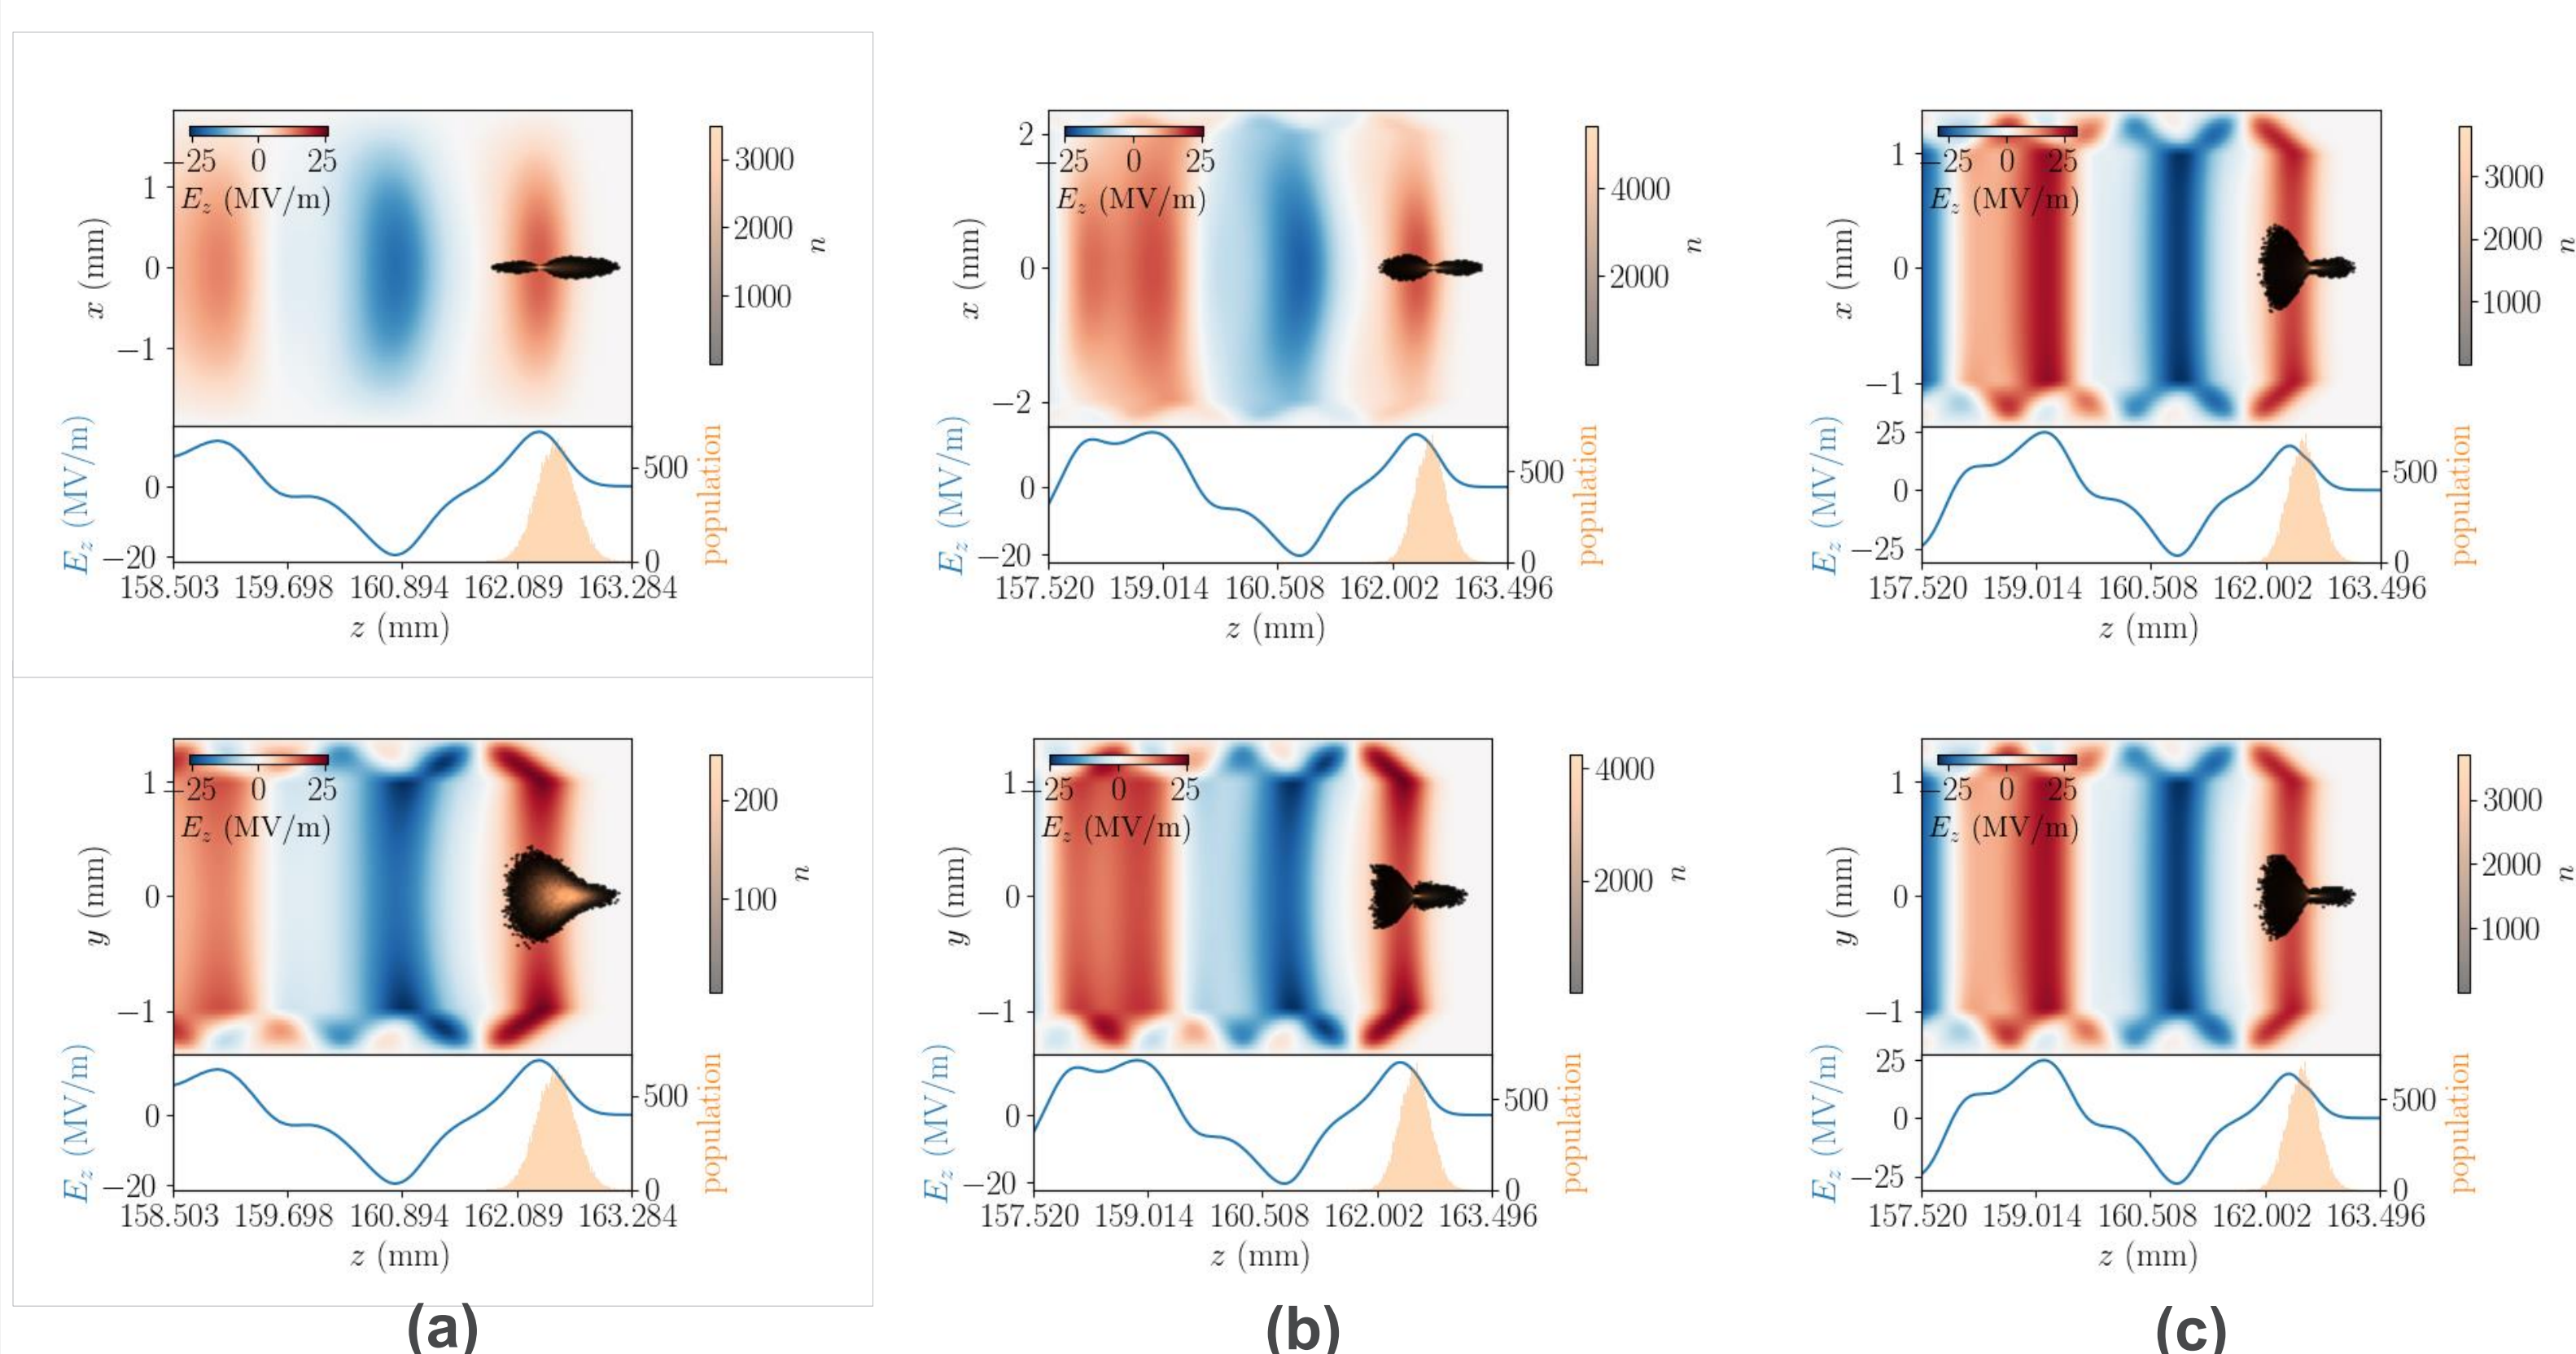 −25 0 25
E_z (MV/m)
1
0
−1
x (mm)
3000
2000
1000
n
0
−20
E_z (MV/m)
500
0
population
158.503 159.698 160.894 162.089 163.284
z (mm)
−25 0 25
E_z (MV/m)
2
0
−2
x (mm)
4000
2000
n
0
−20
E_z (MV/m)
500
0
population
157.520 159.014 160.508 162.002 163.496
z (mm)
−25 0 25
E_z (MV/m)
1
0
−1
x (mm)
3000
2000
1000
n
25
0
−25
E_z (MV/m)
500
0
population
157.520 159.014 160.508 162.002 163.496
z (mm)
−25 0 25
E_z (MV/m)
1
0
−1
y (mm)
200
100
n
0
−20
E_z (MV/m)
500
0
population
158.503 159.698 160.894 162.089 163.284
z (mm)
−25 0 25
E_z (MV/m)
1
0
−1
y (mm)
4000
2000
n
0
−20
E_z (MV/m)
500
0
population
157.520 159.014 160.508 162.002 163.496
z (mm)
−25 0 25
E_z (MV/m)
1
0
−1
y (mm)
3000
2000
1000
n
25
0
−25
E_z (MV/m)
500
0
population
157.520 159.014 160.508 162.002 163.496
z (mm)
(a) (b) (c)